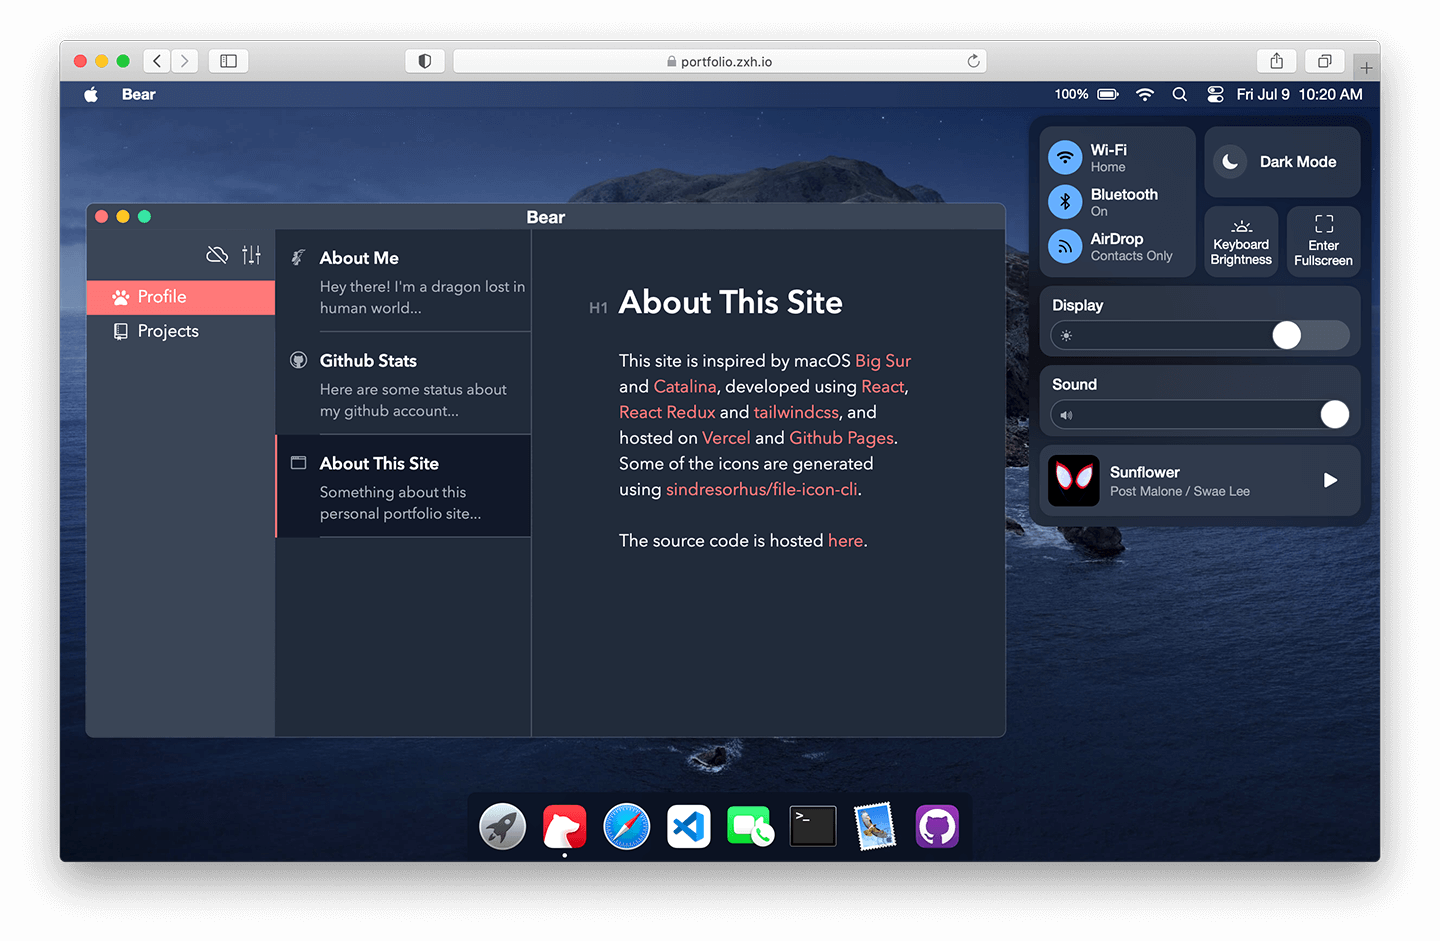 portfolio.zxh.io
Bear
100%
Fri Jul 9 10:20 AM
Bear
Profile
Projects
About Me
Hey there! I'm a dragon lost in
human world...
Github Stats
Here are some status about
my github account...
About This Site
Something about this
personal portfolio site...
H1 About This Site
This site is inspired by macOS Big Sur
and Catalina, developed using React,
React Redux and tailwindcss, and
hosted on Vercel and Github Pages.
Some of the icons are generated
using sindresorhus/file-icon-cli.
The source code is hosted here.
Wi-Fi
Home
Bluetooth
On
AirDrop
Contacts Only
Dark Mode
Keyboard
Brightness
Enter
Fullscreen
Display
Sound
Sunflower
Post Malone / Swae Lee
>_